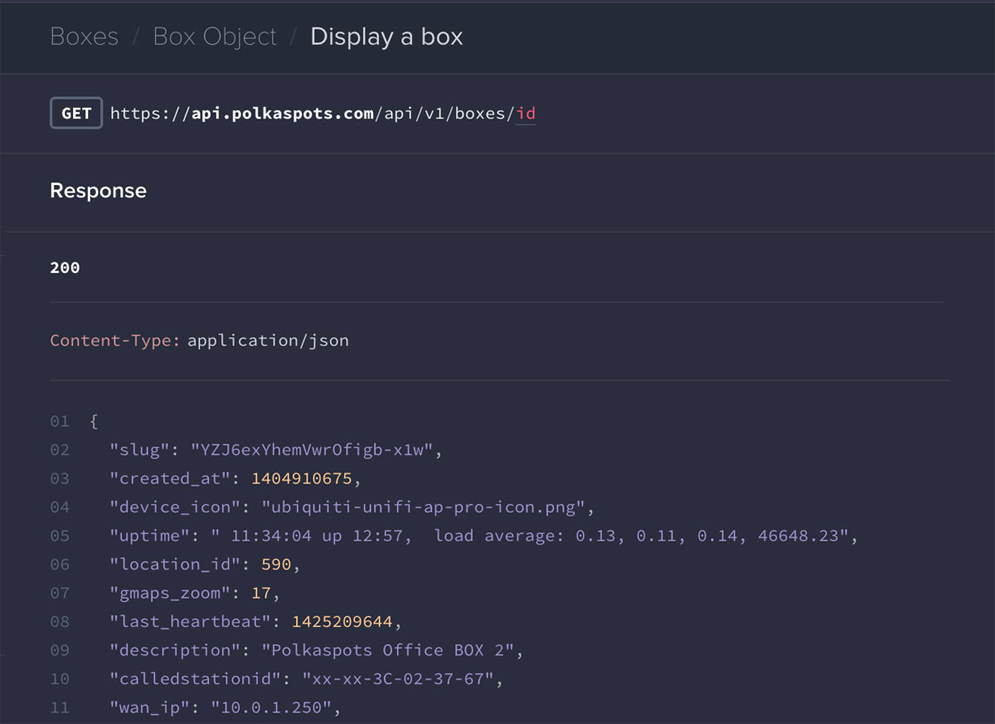 Boxes / Box Object / Display a box
GET https://api.polkaspots.com/api/v1/boxes/id
Response
200
Content-Type: application/json
01 {
02 "slug": "YZJ6exYhemVwrOfigb-x1w",
03 "created_at": 1404910675,
04 "device_icon": "ubiquiti-unifi-ap-pro-icon.png",
05 "uptime": " 11:34:04 up 12:57,  load average: 0.13, 0.11, 0.14, 46648.23",
06 "location_id": 590,
07 "gmaps_zoom": 17,
08 "last_heartbeat": 1425209644,
09 "description": "Polkaspots Office BOX 2",
10 "calledstationid": "xx-xx-3C-02-37-67",
11 "wan_ip": "10.0.1.250",